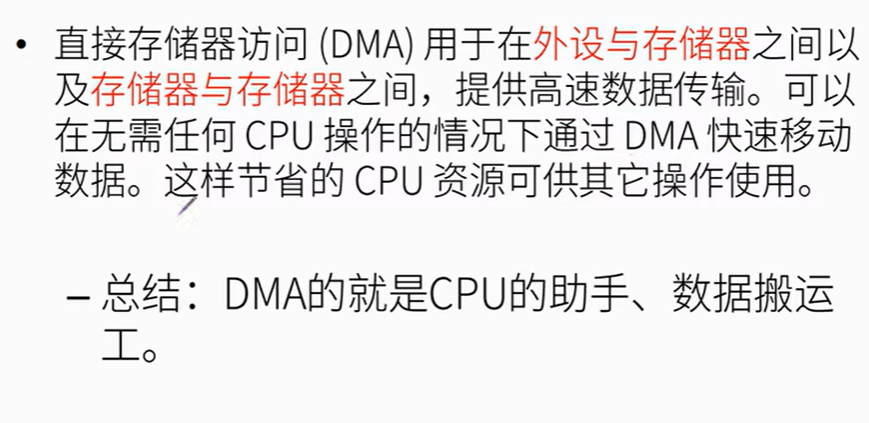 • 直接存储器访问 (DMA) 用于在外设与存储器之间以
及存储器与存储器之间，提供高速数据传输。可以
在无需任何 CPU 操作的情况下通过 DMA 快速移动
数据。这样节省的 CPU 资源可供其它操作使用。
– 总结：DMA的就是CPU的助手、数据搬运
工。